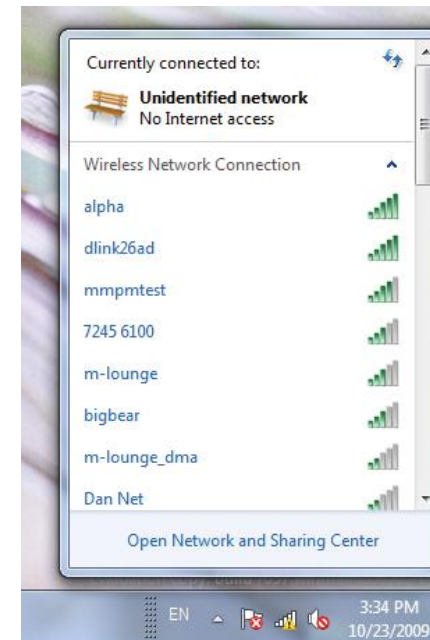 Currently connected to:
Unidentified network
No Internet access
Wireless Network Connection
alpha
dlink26ad
mmpmtest
7245 6100
m-lounge
bigbear
m-lounge_dma
Dan Net
Open Network and Sharing Center
EN
3:34 PM
10/23/2009